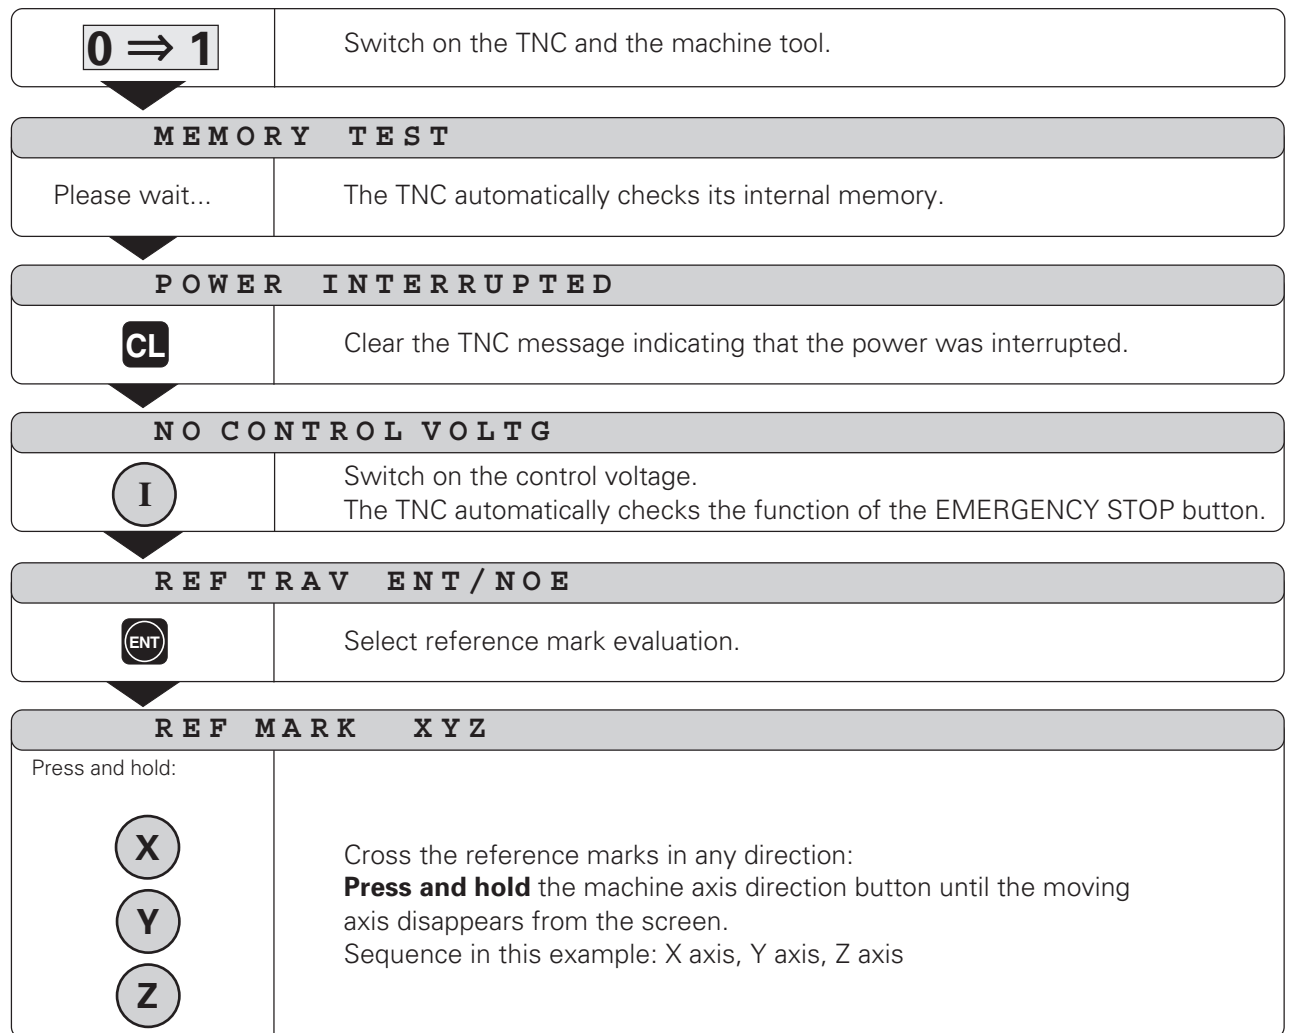 0 ⇒ 1
Switch on the TNC and the machine tool.
MEMORY TEST
Please wait...
The TNC automatically checks its internal memory.
POWER INTERRUPTED
CL
Clear the TNC message indicating that the power was interrupted.
NO CONTROL VOLTG
I
Switch on the control voltage.
The TNC automatically checks the function of the EMERGENCY STOP button.
REF TRAV ENT/NOE
ENT
Select reference mark evaluation.
REF MARK XYZ
Press and hold:
X
Y
Z
Cross the reference marks in any direction:
Press and hold the machine axis direction button until the moving
axis disappears from the screen.
Sequence in this example: X axis, Y axis, Z axis